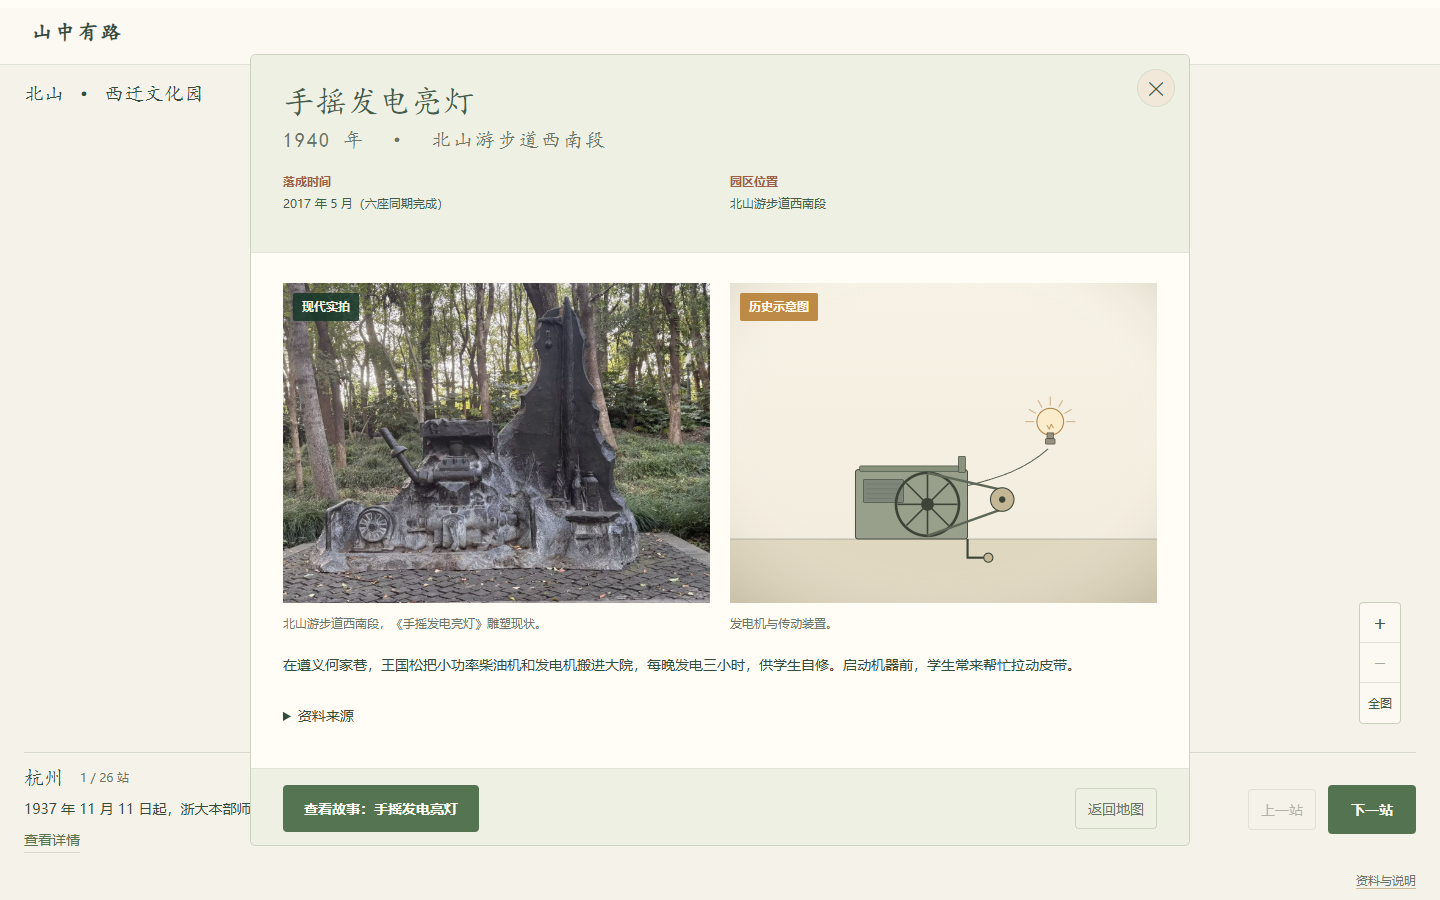 山中有路
北山 • 西迁文化园
手摇发电亮灯
1940 年 • 北山游步道西南段
落成时间
2017 年 5 月（六座同期完成）
园区位置
北山游步道西南段
现代实拍
历史示意图
北山游步道西南段，《手摇发电亮灯》雕塑现状。
发电机与传动装置。
在遵义何家巷，王国松把小功率柴油机和发电机搬进大院，每晚发电三小时，供学生自修。启动机器前，学生常来帮忙拉动皮带。
▶ 资料来源
查看故事：手摇发电亮灯
返回地图
+
−
全图
杭州 1 / 26 站
1937 年 11 月 11 日起，浙大本部师
查看详情
上一站
下一站
资料与说明